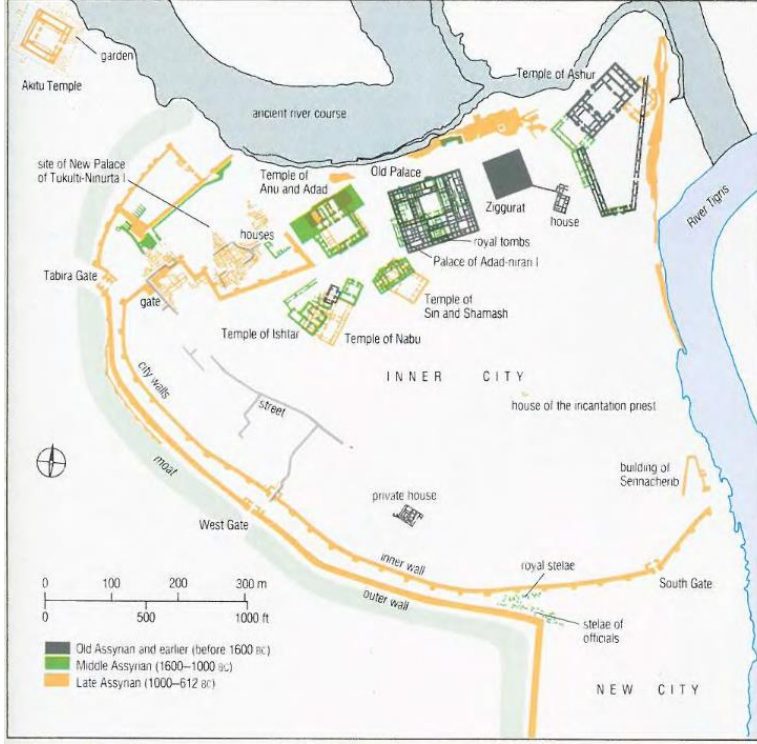 garden
Akitu Temple
Temple of Ashur
ancient river course
site of New Palace
of Tukulti-Ninurta I
Temple of
Anu and Adad
Old Palace
Ziggurat
house
River Tigris
houses
royal tombs
Palace of Adad-nirari I
Tabira Gate
gate
Temple of
Sin and Shamash
Temple of Ishtar
Temple of Nabu
INNER CITY
city walls
street
house of the incantation priest
moat
building of
Sennacherib
private house
West Gate
inner wall
royal stelae
South Gate
outer wall
stelae of
officials
0 100 200 300 m
0 500 1000 ft
Old Assyrian and earlier (before 1600 BC)
Middle Assyrian (1600–1000 BC)
Late Assyrian (1000–612 BC)
NEW CITY